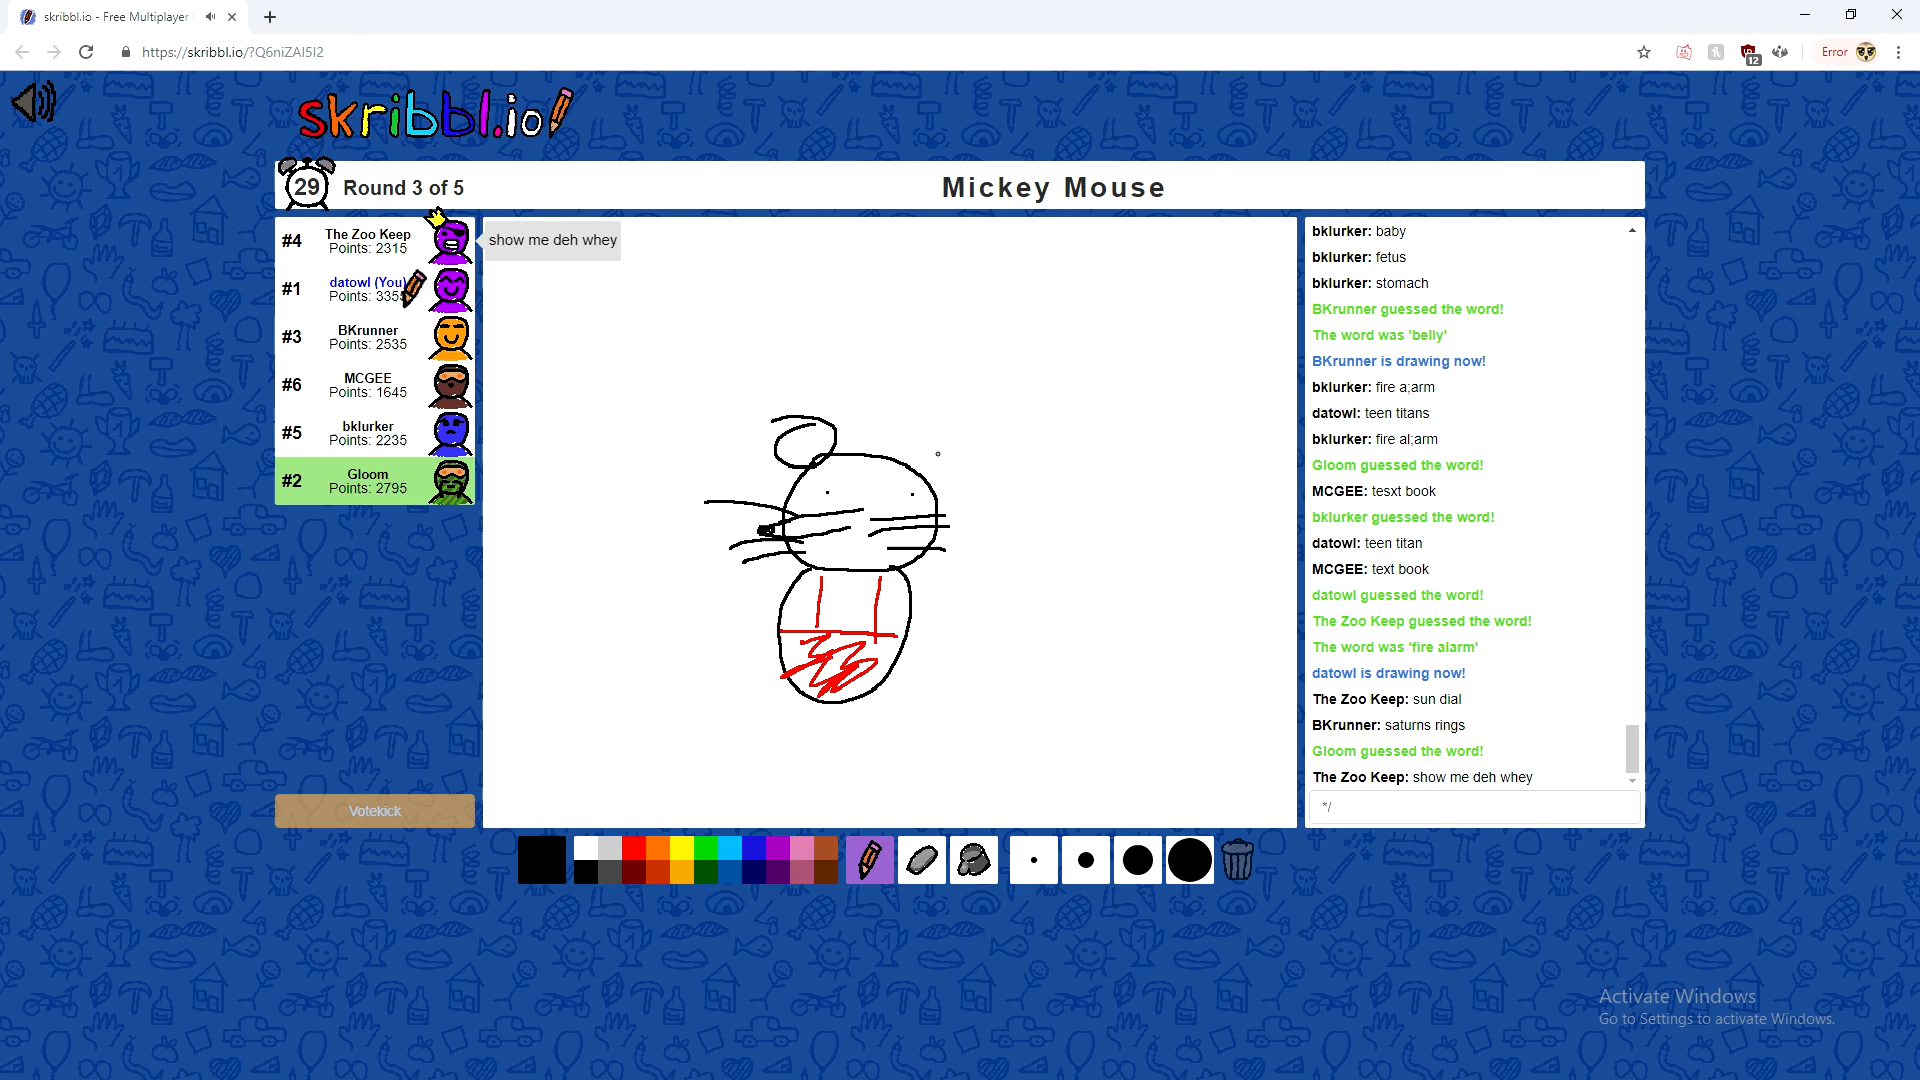 skribbl.io - Free Multiplayer
https://skribbl.io/?Q6niZAI5I2
12
Error
skribbl.io
29
Round 3 of 5
Mickey Mouse
#4
The Zoo Keep
Points: 2315
show me deh whey
#1
datowl (You)
Points: 3355
#3
BKrunner
Points: 2535
#6
MCGEE
Points: 1645
#5
bklurker
Points: 2235
#2
Gloom
Points: 2795
Votekick
bklurker: baby
bklurker: fetus
bklurker: stomach
BKrunner guessed the word!
The word was 'belly'
BKrunner is drawing now!
bklurker: fire a;arm
datowl: teen titans
bklurker: fire al;arm
Gloom guessed the word!
MCGEE: tesxt book
bklurker guessed the word!
datowl: teen titan
MCGEE: text book
datowl guessed the word!
The Zoo Keep guessed the word!
The word was 'fire alarm'
datowl is drawing now!
The Zoo Keep: sun dial
BKrunner: saturns rings
Gloom guessed the word!
The Zoo Keep: show me deh whey
*/
Activate Windows
Go to Settings to activate Windows.